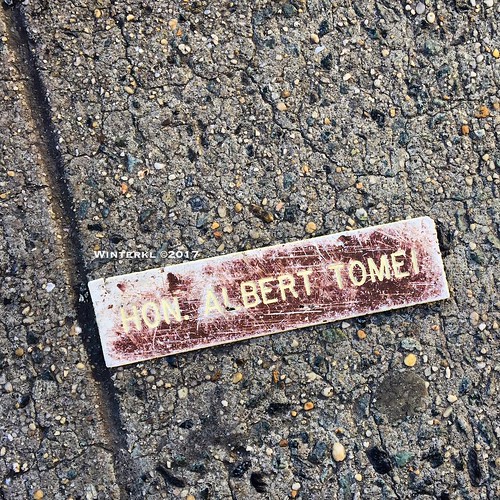 Winterkl ©2017
HON. ALBERT TOMEI